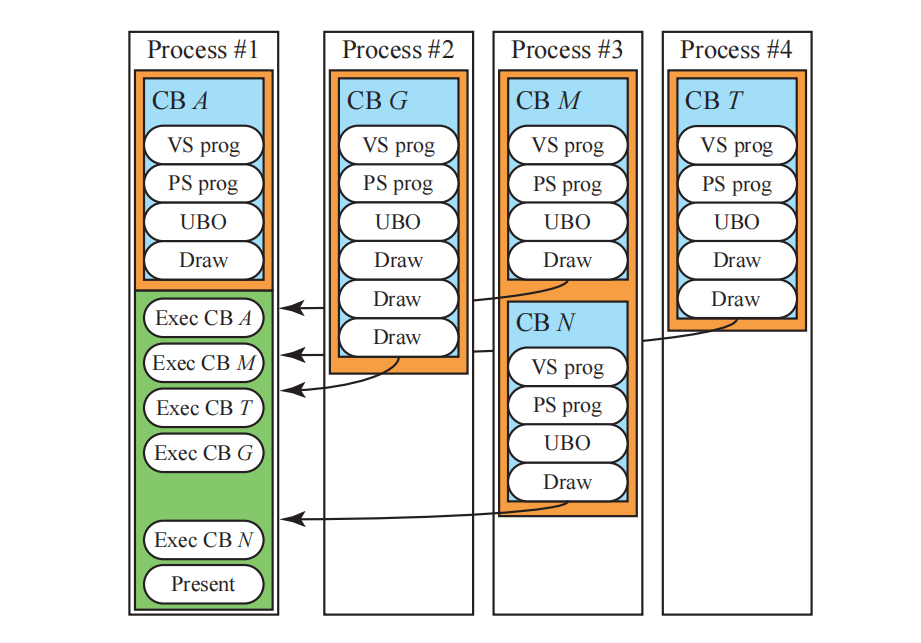 Process #1
CB A
VS prog
PS prog
UBO
Draw
Exec CB A
Exec CB M
Exec CB T
Exec CB G
Exec CB N
Present
Process #2
CB G
VS prog
PS prog
UBO
Draw
Draw
Draw
Process #3
CB M
VS prog
PS prog
UBO
Draw
CB N
VS prog
PS prog
UBO
Draw
Process #4
CB T
VS prog
PS prog
UBO
Draw
Draw